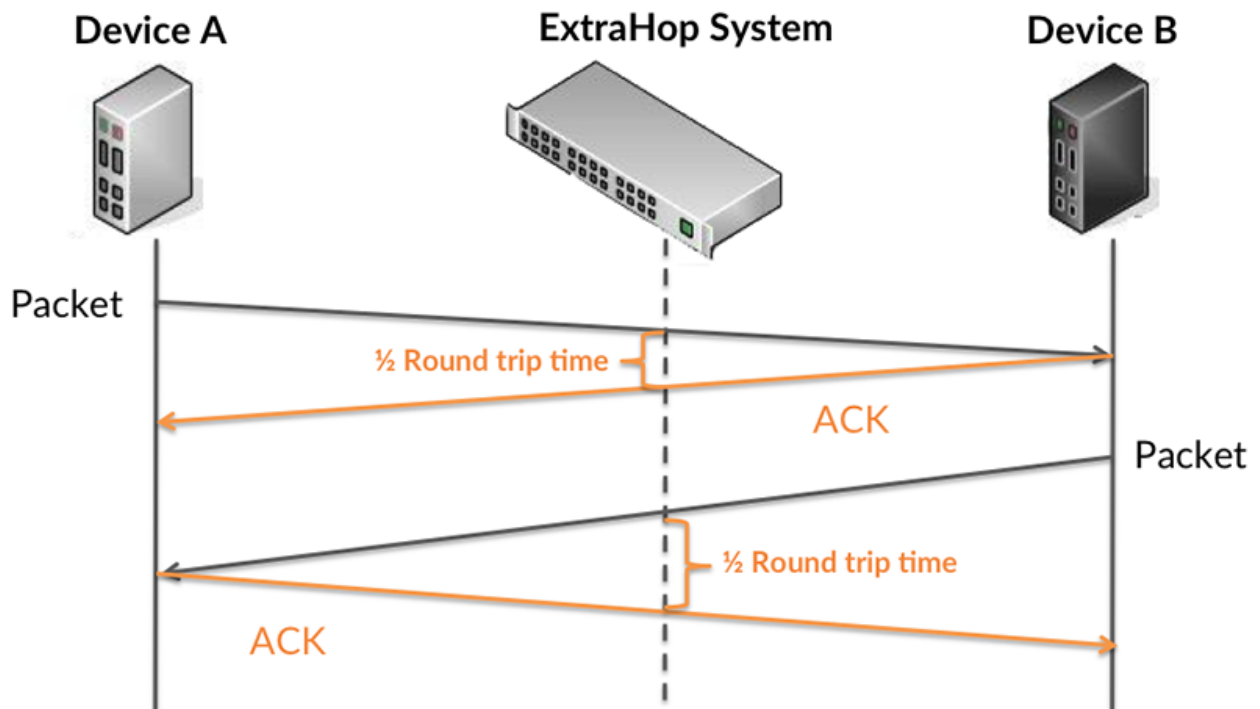 Device A
ExtraHop System
Device B
Packet
½ Round trip time
ACK
Packet
½ Round trip time
ACK